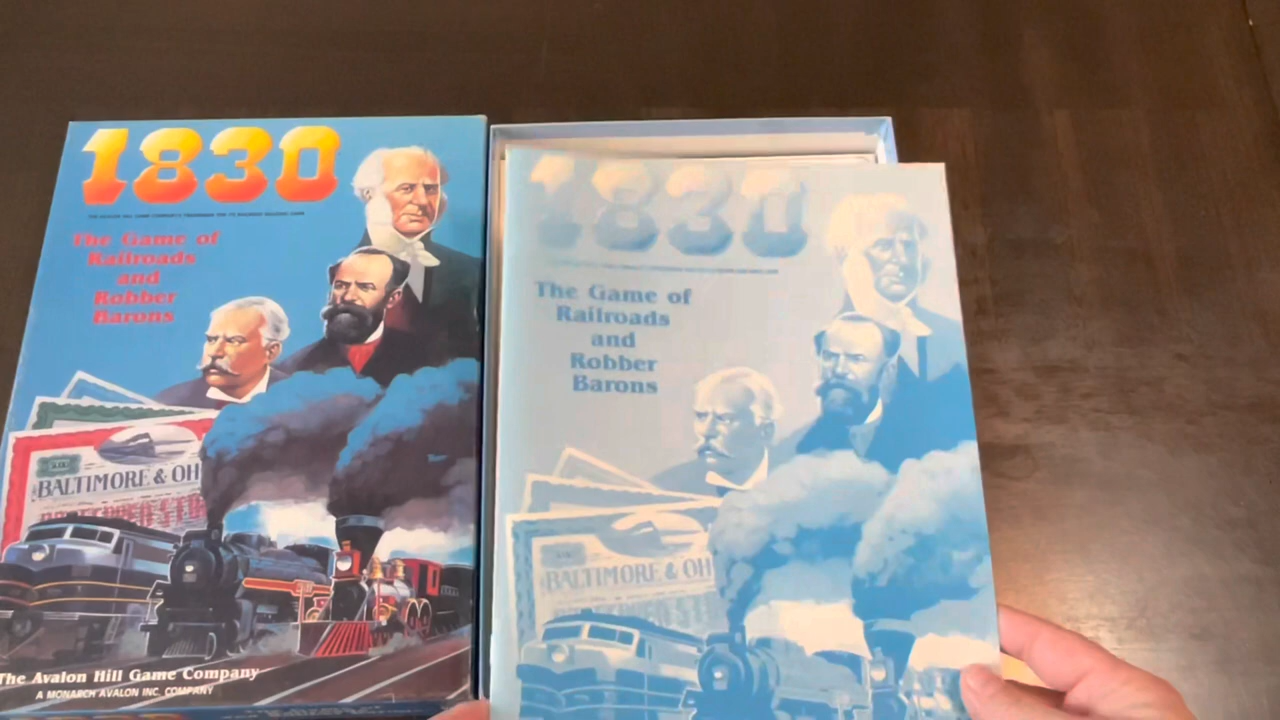 1830
The Game of
Railroads
and
Robber
Barons
BALTIMORE & OH
The Avalon Hill Game Company
A MONARCH AVALON INC. COMPANY
1830
1830
The Game of
Railroads
and
Robber
Barons
BALTIMORE & OH